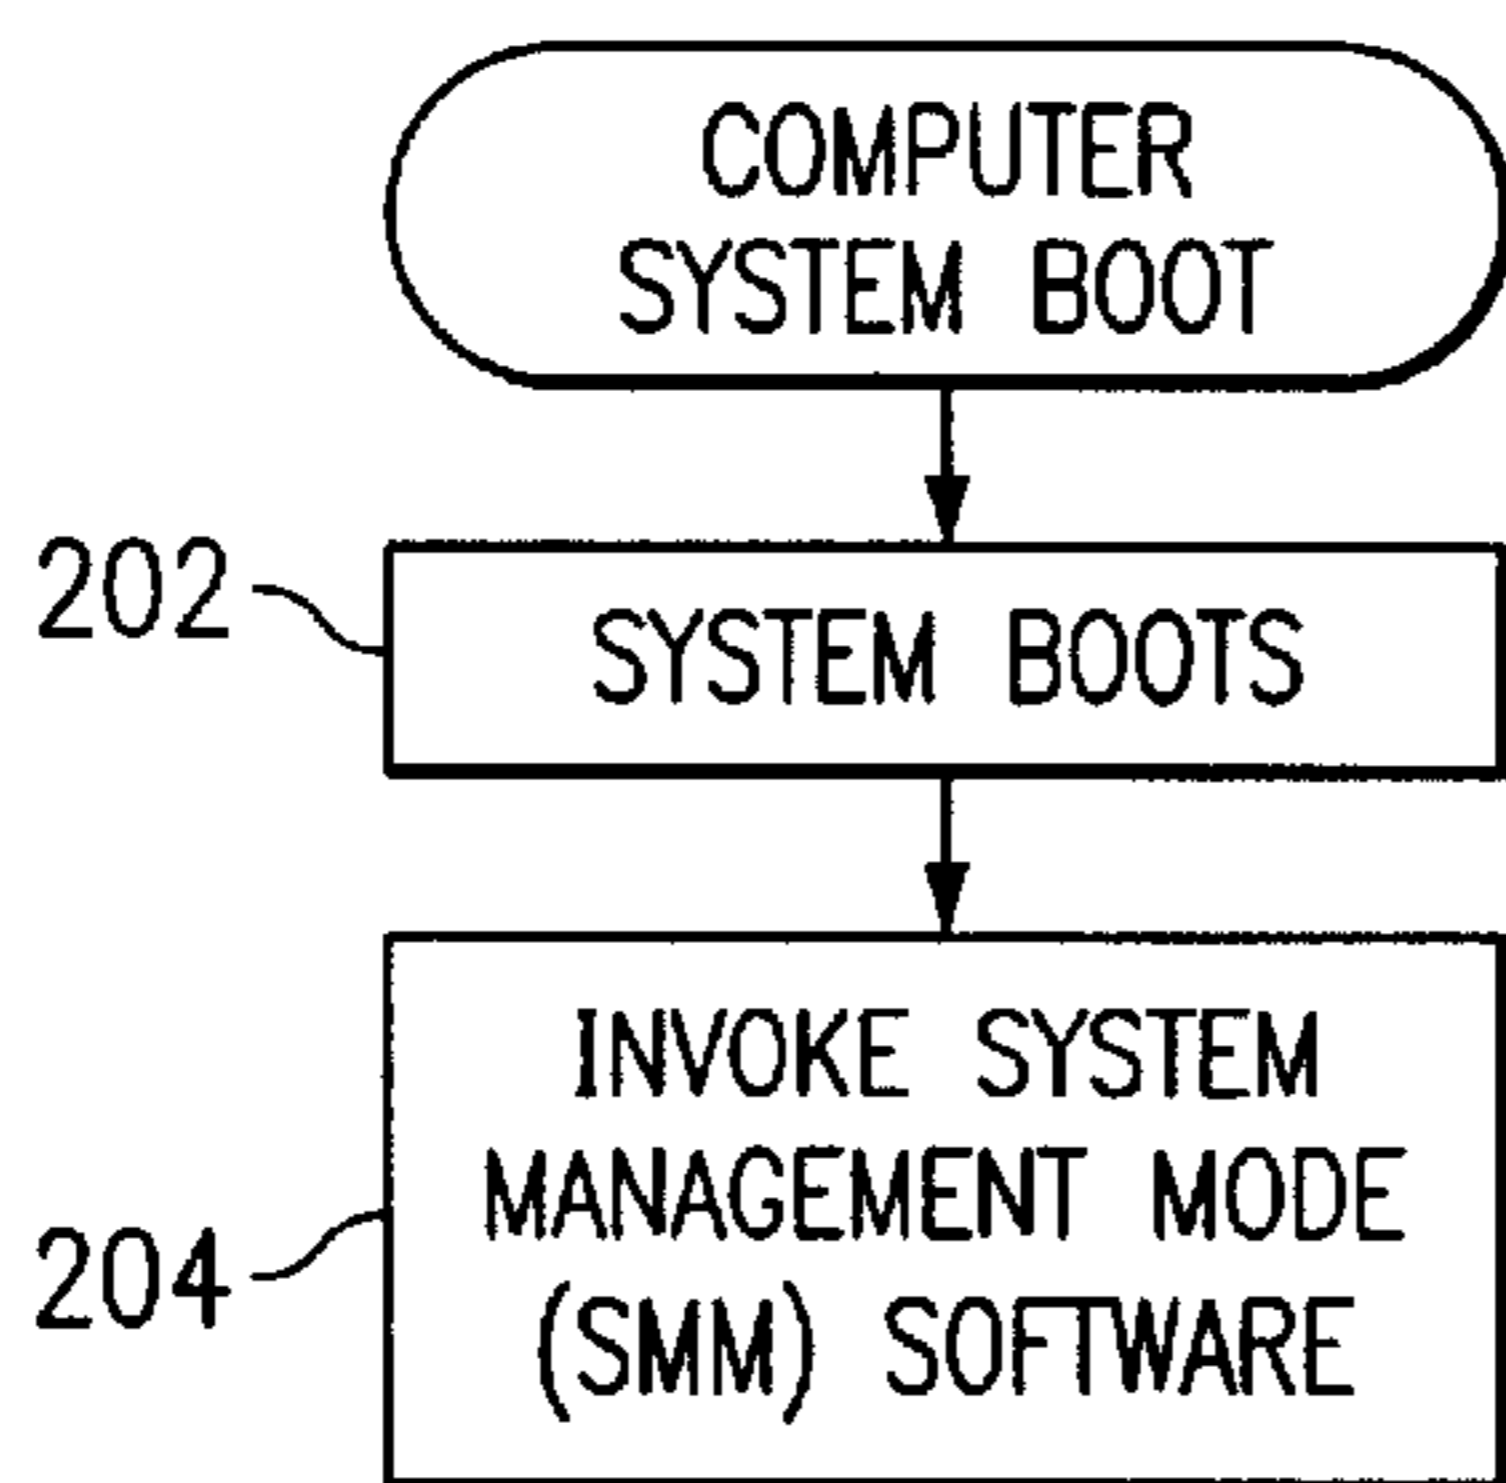 COMPUTER
SYSTEM BOOT
202
SYSTEM BOOTS
INVOKE SYSTEM
MANAGEMENT MODE
204
(SMM) SOFTWARE